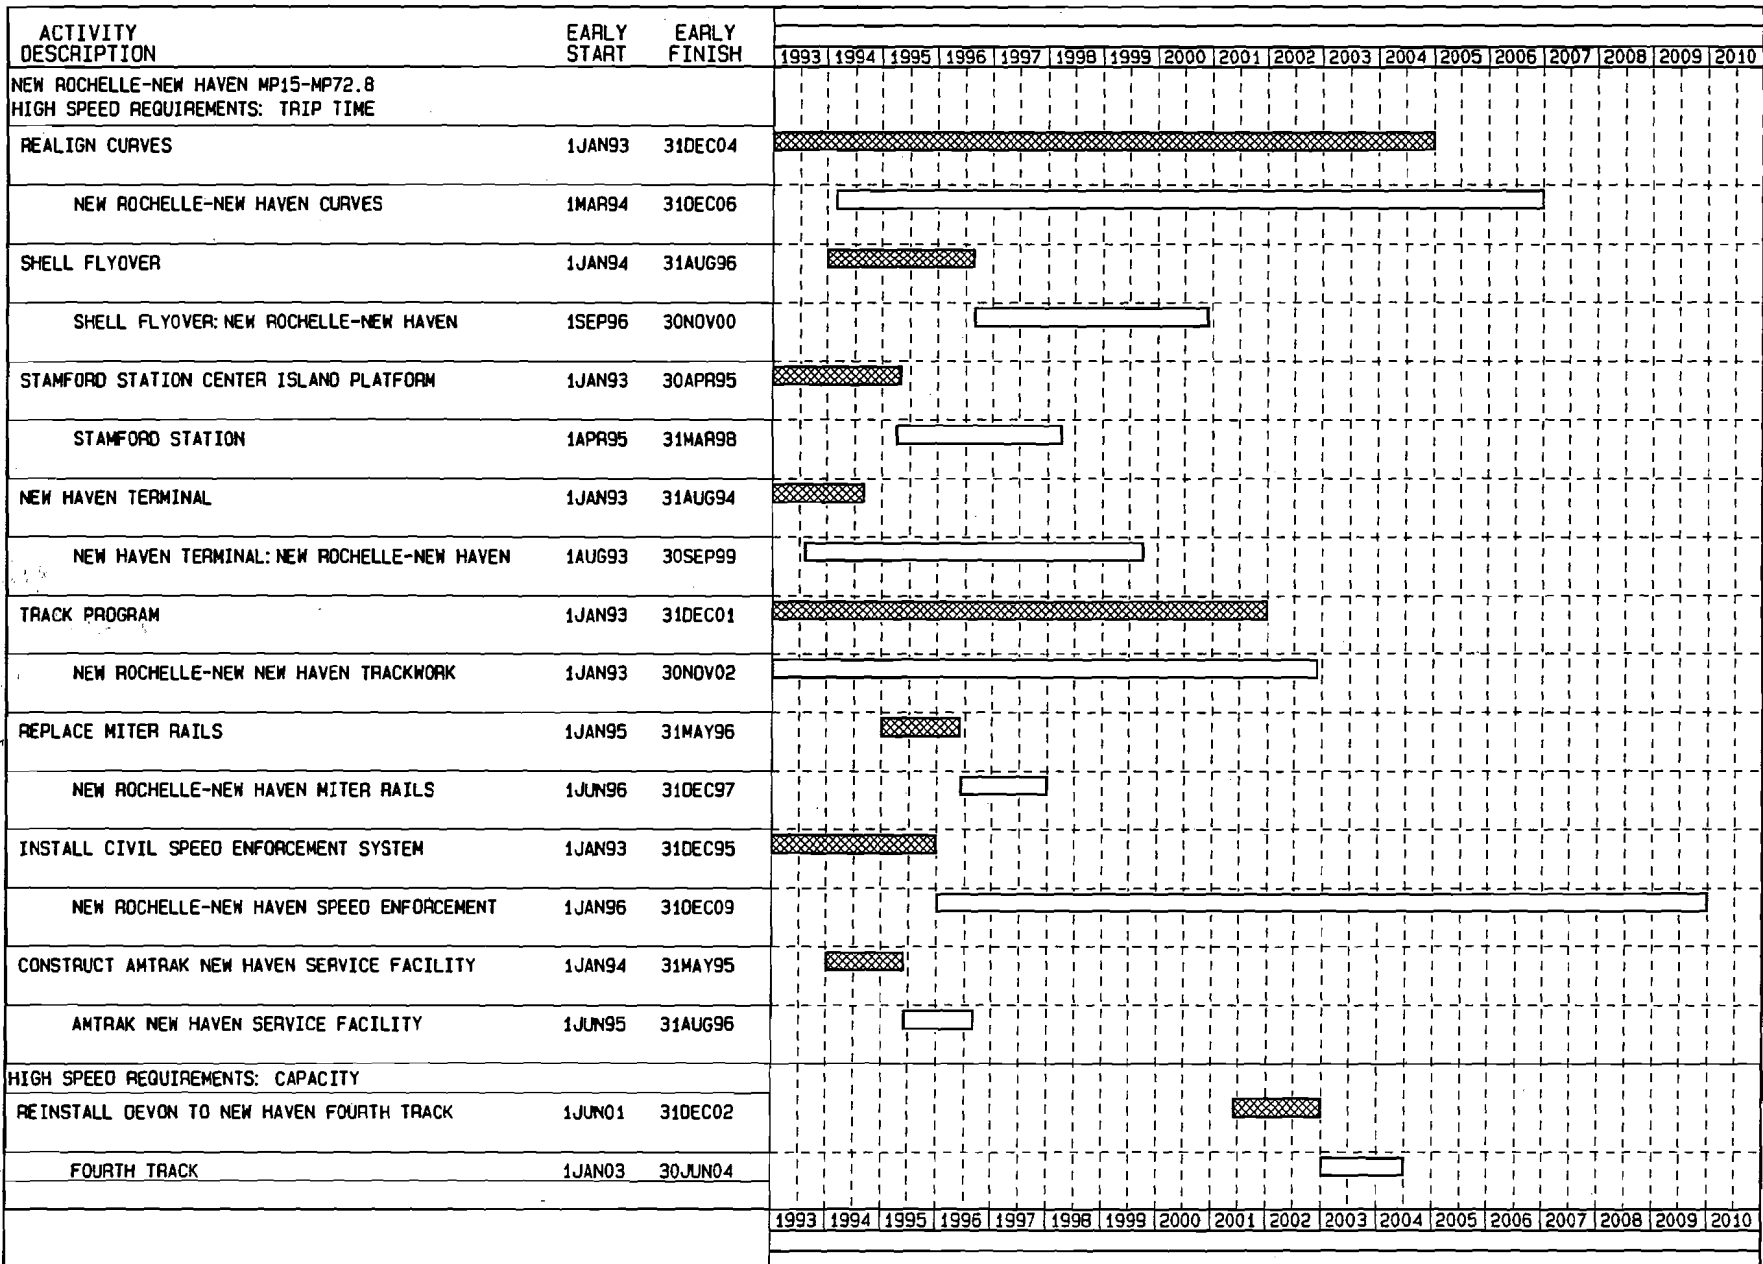 ACTIVITY DESCRIPTION EARLY START EARLY FINISH
1993 1994 1995 1996 1997 1998 1999 2000 2001 2002 2003 2004 2005 2006 2007 2008 2009 2010
NEW ROCHELLE-NEW HAVEN MP15-MP72.8
HIGH SPEED REQUIREMENTS: TRIP TIME
REALIGN CURVES 1JAN93 31DEC04
NEW ROCHELLE-NEW HAVEN CURVES 1MAR94 31DEC06
SHELL FLYOVER 1JAN94 31AUG96
SHELL FLYOVER: NEW ROCHELLE-NEW HAVEN 1SEP96 30NOV00
STAMFORD STATION CENTER ISLAND PLATFORM 1JAN93 30APR95
STAMFORD STATION 1APR95 31MAR98
NEW HAVEN TERMINAL 1JAN93 31AUG94
NEW HAVEN TERMINAL: NEW ROCHELLE-NEW HAVEN 1AUG93 30SEP99
TRACK PROGRAM 1JAN93 31DEC01
NEW ROCHELLE-NEW NEW HAVEN TRACKWORK 1JAN93 30NOV02
REPLACE MITER RAILS 1JAN95 31MAY96
NEW ROCHELLE-NEW HAVEN MITER RAILS 1JUN96 31DEC97
INSTALL CIVIL SPEED ENFORCEMENT SYSTEM 1JAN93 31DEC95
NEW ROCHELLE-NEW HAVEN SPEED ENFORCEMENT 1JAN96 31DEC09
CONSTRUCT AMTRAK NEW HAVEN SERVICE FACILITY 1JAN94 31MAY95
AMTRAK NEW HAVEN SERVICE FACILITY 1JUN95 31AUG96
HIGH SPEED REQUIREMENTS: CAPACITY
REINSTALL DEVON TO NEW HAVEN FOURTH TRACK 1JUN01 31DEC02
FOURTH TRACK 1JAN03 30JUN04
1993 1994 1995 1996 1997 1998 1999 2000 2001 2002 2003 2004 2005 2006 2007 2008 2009 2010